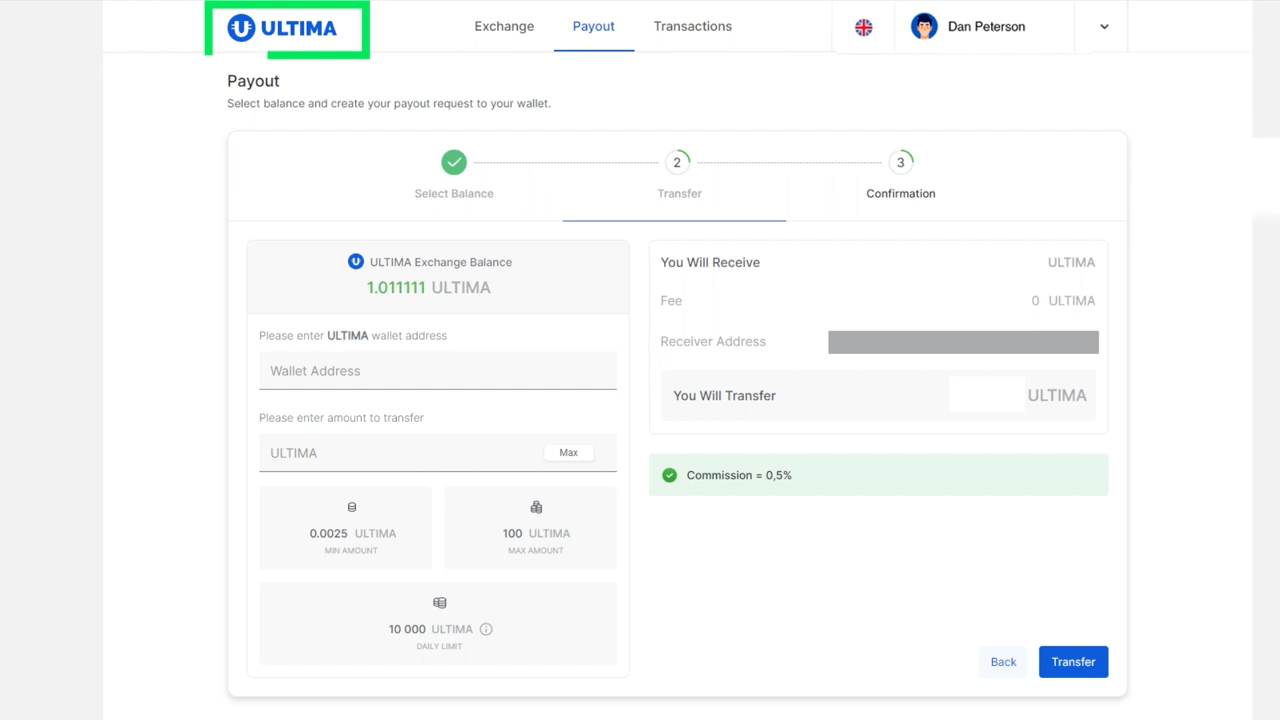 ULTIMA
Exchange Payout Transactions Dan Peterson
Payout
Select balance and create your payout request to your wallet.
2 3
Select Balance Transfer Confirmation
ULTIMA Exchange Balance
1.011111 ULTIMA
Please enter ULTIMA wallet address
Wallet Address
Please enter amount to transfer
ULTIMA Max
0.0025 ULTIMA
MIN AMOUNT
100 ULTIMA
MAX AMOUNT
10 000 ULTIMA
DAILY LIMIT
You Will Receive ULTIMA
Fee 0 ULTIMA
Receiver Address
You Will Transfer ULTIMA
Commission = 0,5%
Back Transfer